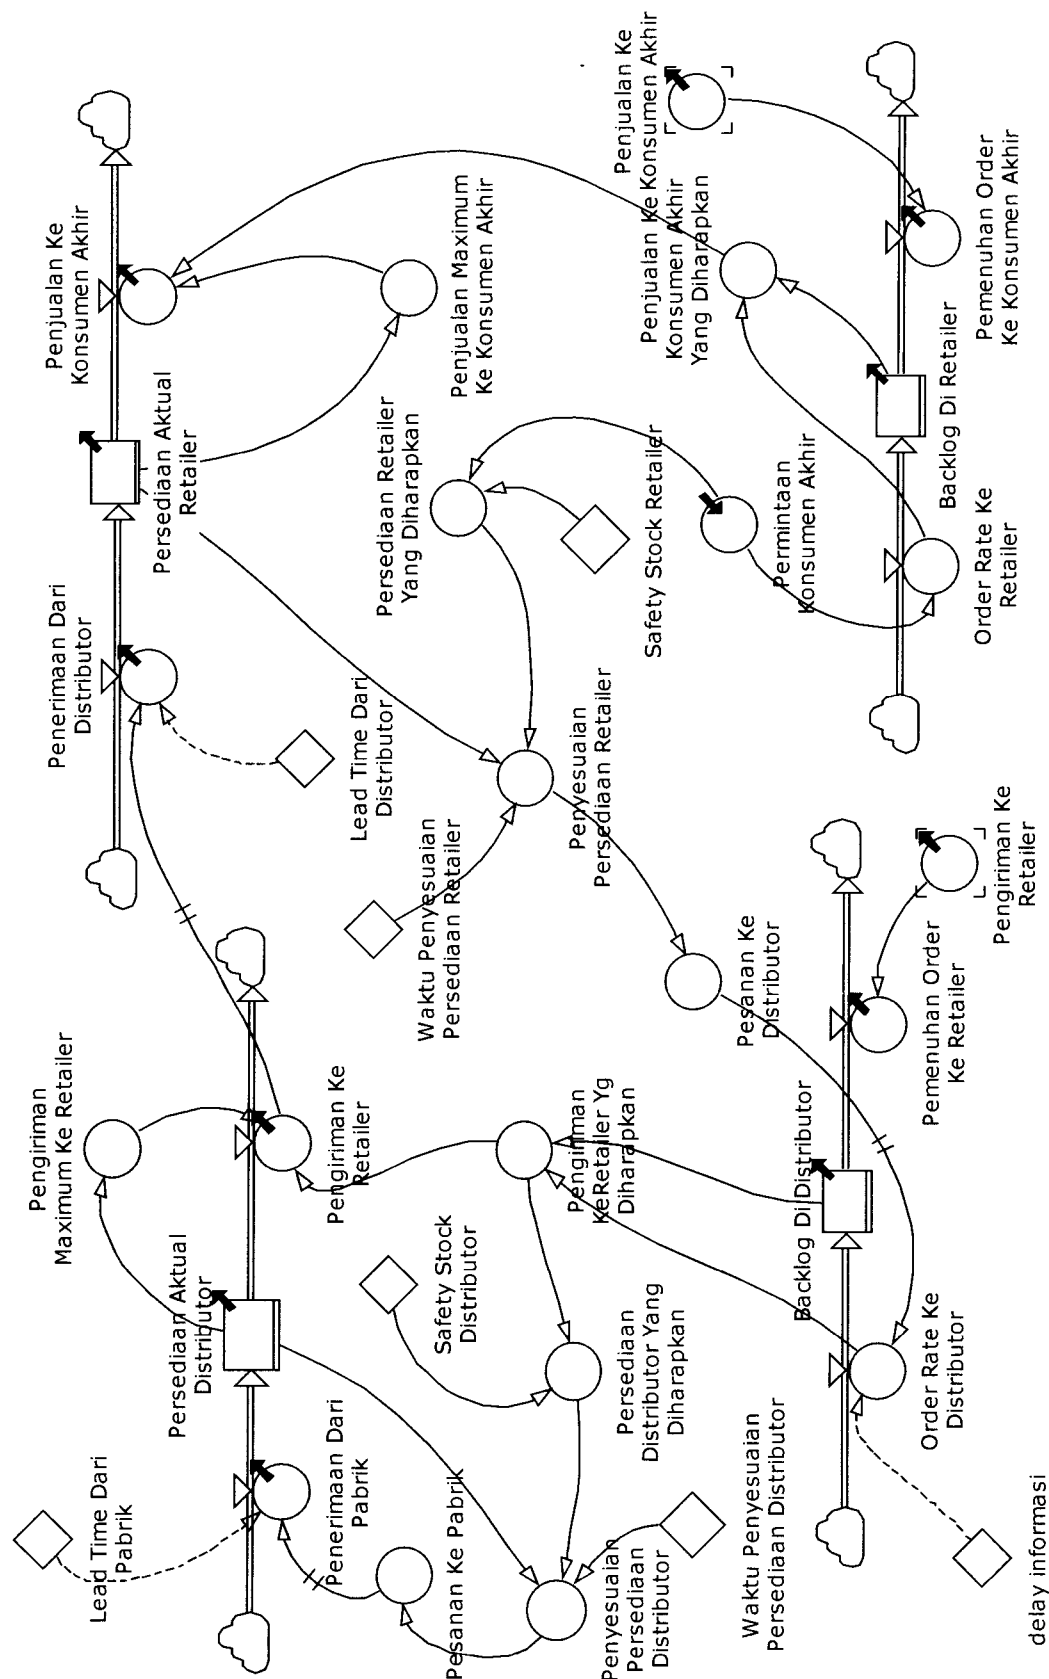 Lead Time Dari
Pabrik
Persediaan Aktual
Distributor
Pengiriman
Maximum Ke Retailer
Penerimaan Dari
Distributor
Persediaan Aktual
Retailer
Penjualan Ke
Konsumen Akhir
Penerimaan Dari
Pabrik
Pengiriman Ke
Retailer
Lead Time Dari
Distributor
Penjualan Maximum
Ke Konsumen Akhir
Pesanan Ke Pabrik
Safety Stock
Distributor
Waktu Penyesuaian
Persediaan Retailer
Persediaan Retailer
Yang Diharapkan
Penyesuaian
Persediaan
Distributor
Persediaan
Distributor Yang
Diharapkan
Pengiriman
KeRetailer Yg
Diharapkan
Penyesuaian
Persediaan Retailer
Safety Stock Retailer
Penjualan Ke
Konsumen Akhir
Penjualan Ke
Konsumen Akhir
Yang Diharapkan
Waktu Penyesuaian
Persediaan Distributor
Pesanan Ke
Distributor
Permintaan
Konsumen Akhir
Backlog Di Distributor
Backlog Di Retailer
Order Rate Ke
Distributor
Pemenuhan Order
Ke Retailer
Pengiriman Ke
Retailer
Order Rate Ke
Retailer
Pemenuhan Order
Ke Konsumen Akhir
delay informasi